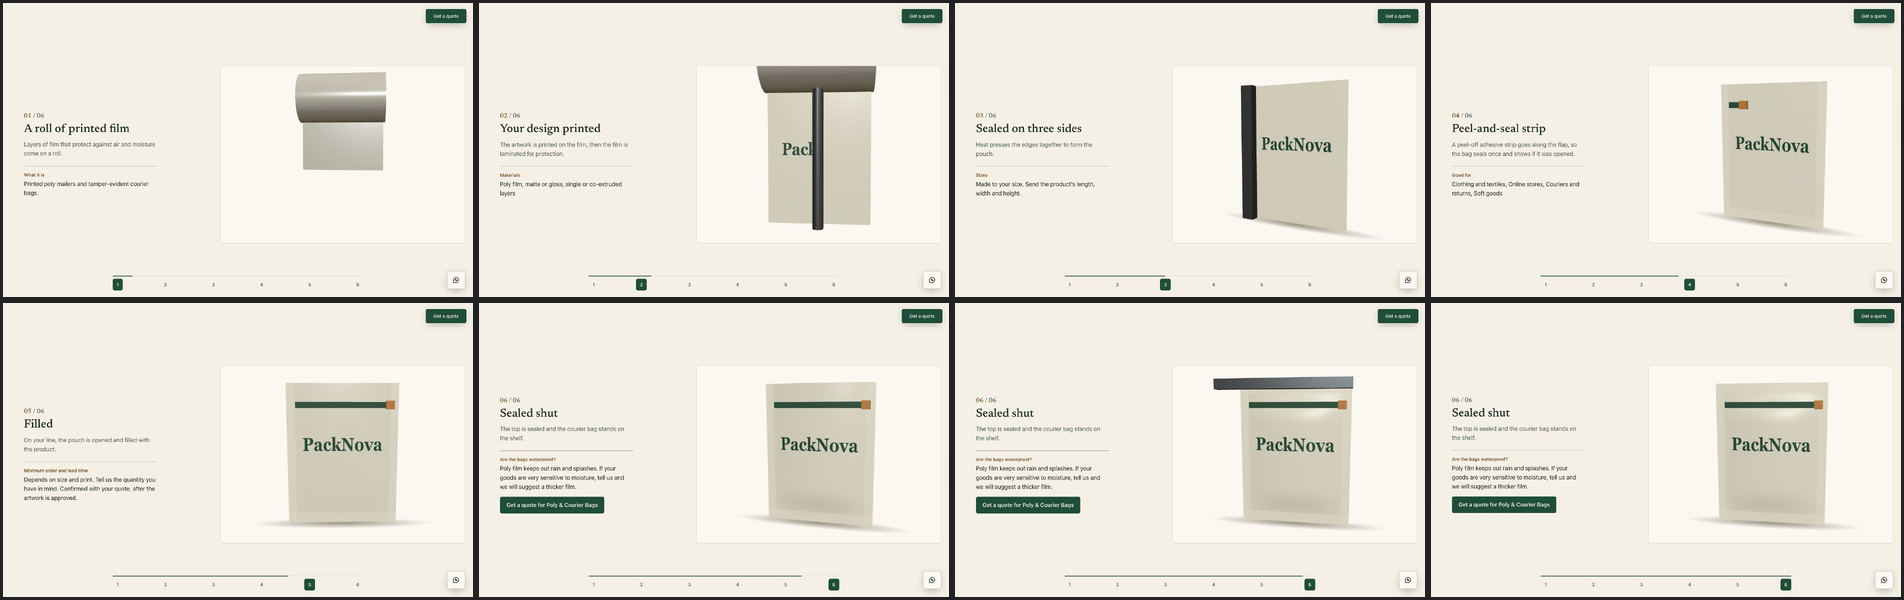 Get a quote
01 / 06
A roll of printed film
Layers of film that protect against air and moisture
come on a roll.
What it is
Printed poly mailers and tamper-evident courier
bags.
1 2 3 4 5 6
Get a quote
02 / 06
Your design printed
The artwork is printed on the film, then the film is
laminated for protection.
Materials
Poly film, matte or gloss, single or co-extruded
layers
Pack
1 2 3 4 5 6
Get a quote
03 / 06
Sealed on three sides
Heat presses the edges together to form the
pouch.
Sizes
Made to your size. Send the product's length,
width and height.
PackNova
1 2 3 4 5 6
Get a quote
04 / 06
Peel-and-seal strip
A peel-off adhesive strip goes along the flap, so
the bag seals once and shows if it was opened.
Good for
Clothing and textiles, Online stores, Couriers and
returns, Soft goods
PackNova
1 2 3 4 5 6
Get a quote
05 / 06
Filled
On your line, the pouch is opened and filled with
the product.
Minimum order and lead time
Depends on size and print. Tell us the quantity you
have in mind. Confirmed with your quote, after the
artwork is approved.
PackNova
1 2 3 4 5 6
Get a quote
06 / 06
Sealed shut
The top is sealed and the courier bag stands on
the shelf.
Are the bags waterproof?
Poly film keeps out rain and splashes. If your
goods are very sensitive to moisture, tell us and
we will suggest a thicker film.
Get a quote for Poly & Courier Bags
PackNova
1 2 3 4 5 6
Get a quote
06 / 06
Sealed shut
The top is sealed and the courier bag stands on
the shelf.
Are the bags waterproof?
Poly film keeps out rain and splashes. If your
goods are very sensitive to moisture, tell us and
we will suggest a thicker film.
Get a quote for Poly & Courier Bags
PackNova
1 2 3 4 5 6
Get a quote
06 / 06
Sealed shut
The top is sealed and the courier bag stands on
the shelf.
Are the bags waterproof?
Poly film keeps out rain and splashes. If your
goods are very sensitive to moisture, tell us and
we will suggest a thicker film.
Get a quote for Poly & Courier Bags
PackNova
1 2 3 4 5 6